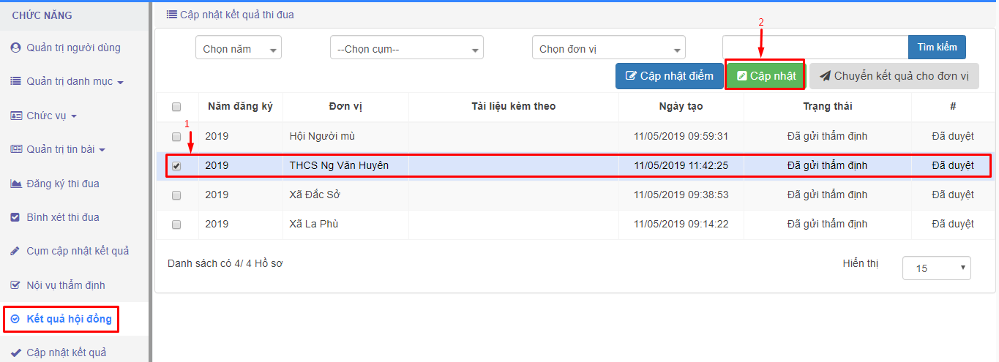 CHỨC NĂNG
Quản trị người dùng
Quản trị danh mục
Chức vụ
Quản trị tin bài
Đăng ký thi đua
Bình xét thi đua
Cụm cập nhật kết quả
Nội vụ thẩm định
Kết quả hội đồng
Cập nhật kết quả
Cập nhật kết quả thi đua
2
Chọn năm --Chọn cụm-- Chọn đơn vị Tìm kiếm
Cập nhật điểm Cập nhật Chuyển kết quả cho đơn vị
Năm đăng ký Đơn vị Tài liệu kèm theo Ngày tạo Trạng thái #
1
2019 Hội Người mù 11/05/2019 09:59:31 Đã gửi thẩm định Đã duyệt
2019 THCS Ng Văn Huyên 11/05/2019 11:42:25 Đã gửi thẩm định Đã duyệt
2019 Xã Đắc Sở 11/05/2019 09:38:53 Đã gửi thẩm định Đã duyệt
2019 Xã La Phù 11/05/2019 09:14:22 Đã gửi thẩm định Đã duyệt
Danh sách có 4/ 4 Hồ sơ Hiển thị 15